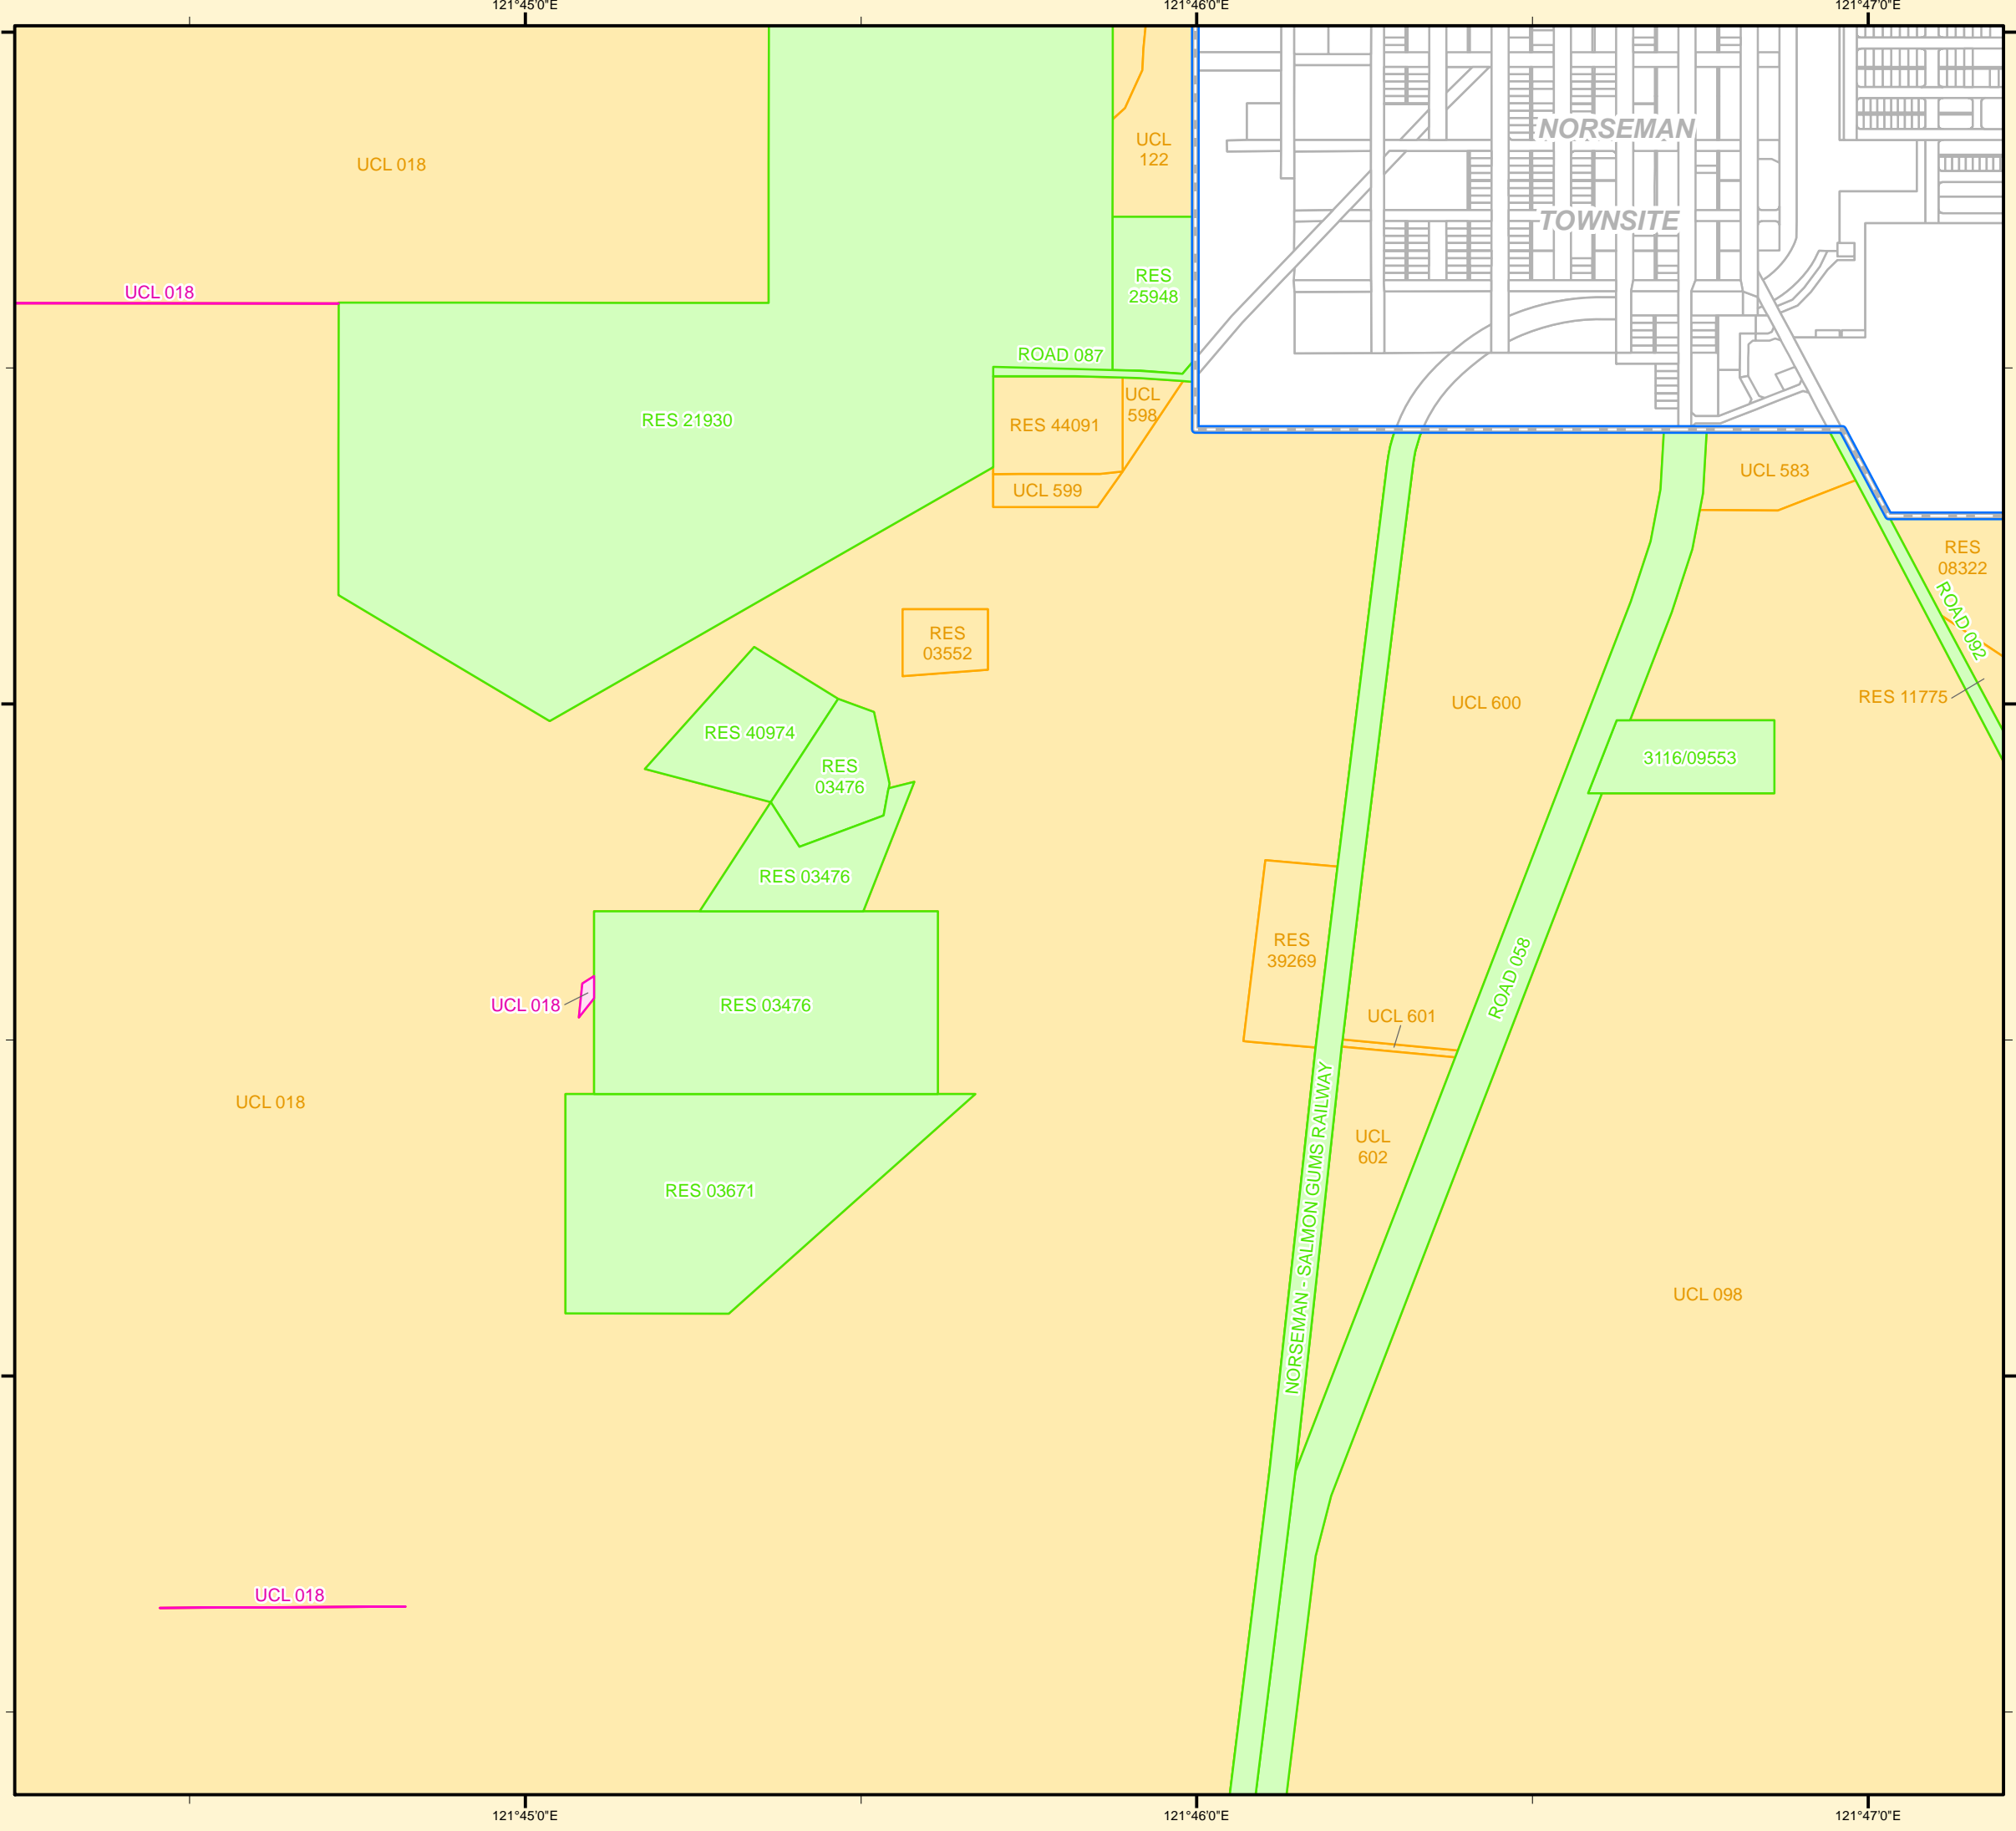 121°45'0"E
121°46'0"E
121°47'0"E
NORSEMAN
TOWNSITE
UCL
122
UCL 018
RES
25948
UCL 018
ROAD 087
UCL
598
RES 21930
RES 44091
UCL 583
UCL 599
RES
08322
ROAD 092
RES
03552
RES 11775
UCL 600
RES 40974
3116/09553
RES
03476
RES 03476
RES
39269
ROAD 058
UCL 018
RES 03476
UCL 601
UCL 018
NORSEMAN - SALMON GUMS RAILWAY
UCL
602
RES 03671
UCL 098
UCL 018
121°45'0"E
121°46'0"E
121°47'0"E